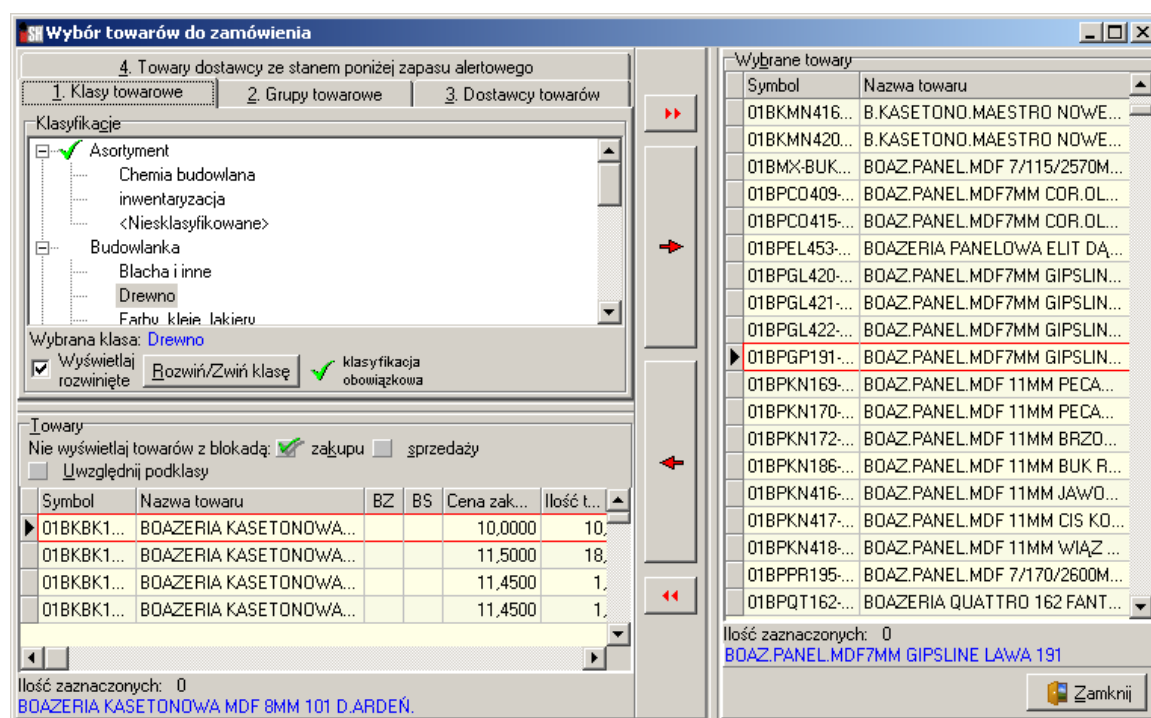 Wybór towarów do zamówienia
4. Towary dostawcy ze stanem poniżej zapasu alertowego
1. Klasy towarowe 2. Grupy towarowe 3. Dostawcy towarów
Klasyfikacje
Asortyment
Chemia budowlana
inwentaryzacja
<Niesklasyfikowane>
Budowlanka
Blacha i inne
Drewno
Farby, kleje, lakiery
Wybrana klasa: Drewno
Wyświetlaj rozwinięte
Rozwiń/Zwiń klasę
klasyfikacja
obowiązkowa
Towary
Nie wyświetlaj towarów z blokadą: zakupu sprzedaży
Uwzględnij podklasy
Symbol Nazwa towaru BZ BS Cena zak... Ilość t...
01BKBK1... BOAZERIA KASETONOWA... 10,0000 10,
01BKBK1... BOAZERIA KASETONOWA... 11,5000 18,
01BKBK1... BOAZERIA KASETONOWA... 11,4500 1,
01BKBK1... BOAZERIA KASETONOWA... 11,4500 1,
Ilość zaznaczonych: 0
BOAZERIA KASETONOWA MDF 8MM 101 D.ARDEŃ.
Wybrane towary
Symbol Nazwa towaru
01BKMN416... B.KASETONO.MAESTRO NOWE...
01BKMN420... B.KASETONO.MAESTRO NOWE...
01BMX-BUK... BOAZ.PANEL.MDF 7/115/2570M...
01BPCO409-... BOAZ.PANEL.MDF7MM COR.OL...
01BPCO415-... BOAZ.PANEL.MDF7MM COR.OL...
01BPEL453-... BOAZERIA PANELOWA ELIT DĄ...
01BPGL420-... BOAZ.PANEL.MDF7MM GIPSLIN...
01BPGL421-... BOAZ.PANEL.MDF7MM GIPSLIN...
01BPGL422-... BOAZ.PANEL.MDF7MM GIPSLIN...
01BPGP191-... BOAZ.PANEL.MDF7MM GIPSLIN...
01BPKN169-... BOAZ.PANEL.MDF 11MM PECA...
01BPKN170-... BOAZ.PANEL.MDF 11MM PECA...
01BPKN172-... BOAZ.PANEL.MDF 11MM BRZO...
01BPKN186-... BOAZ.PANEL.MDF 11MM BUK R...
01BPKN416-... BOAZ.PANEL.MDF 11MM JAWO...
01BPKN417-... BOAZ.PANEL.MDF 11MM CIS KO...
01BPKN418-... BOAZ.PANEL.MDF 11MM WIĄZ ...
01BPPR195-... BOAZ.PANEL.MDF 7/170/2600M...
01BPQT162-... BOAZERIA QUATTRO 162 FANT...
Ilość zaznaczonych: 0
BOAZ.PANEL.MDF7MM GIPSLINE LAWA 191
Zamknij